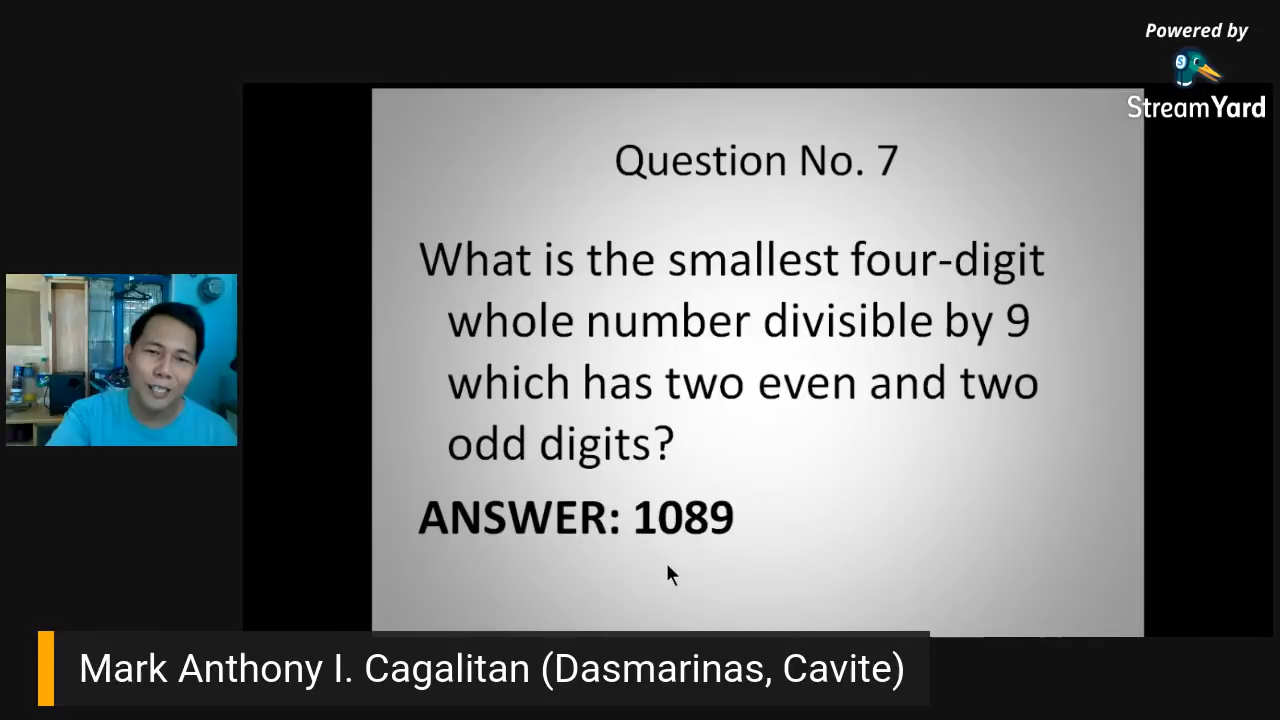 Powered by
StreamYard
Question No. 7
What is the smallest four-digit
whole number divisible by 9
which has two even and two
odd digits?
ANSWER: 1089
Mark Anthony I. Cagalitan (Dasmarinas, Cavite)